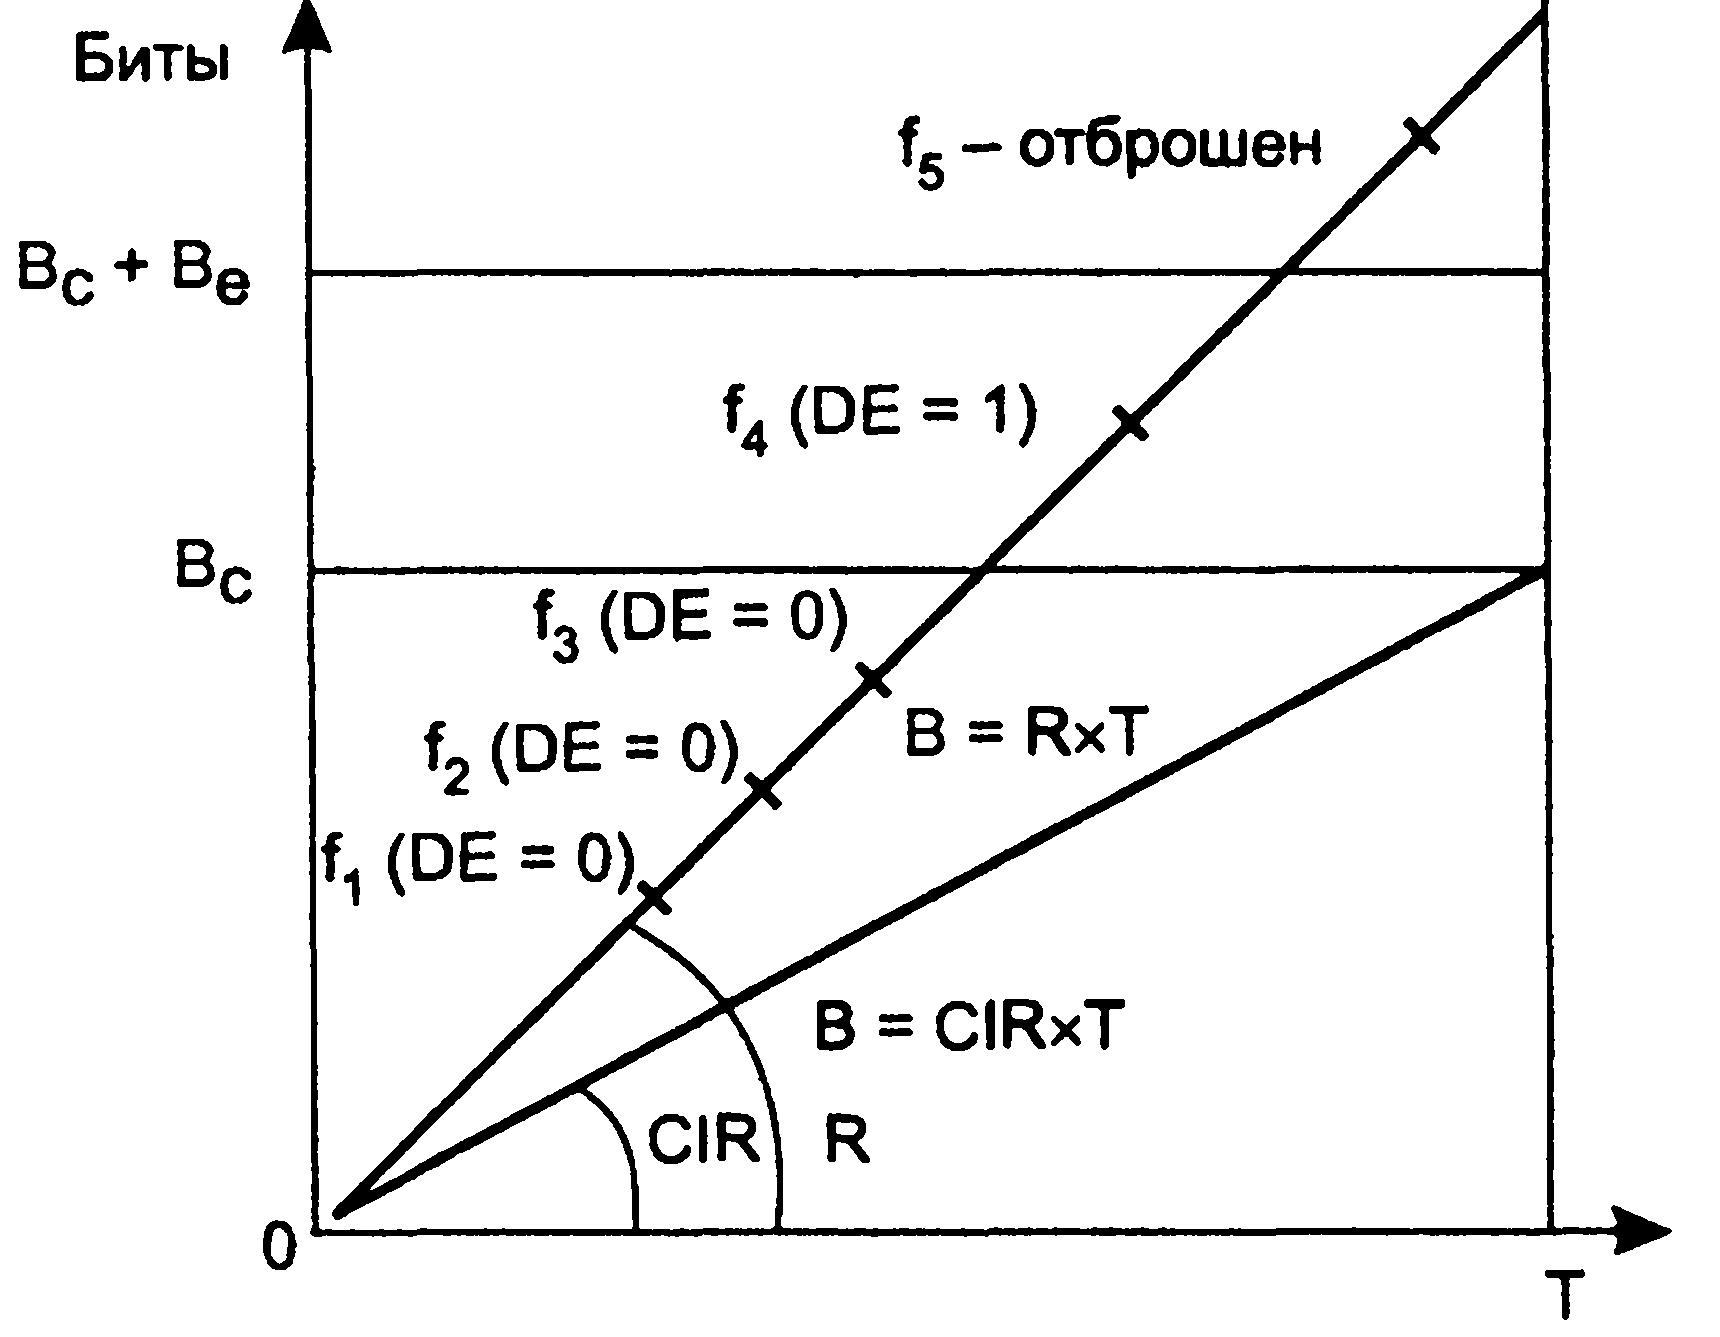 Биты
f5 – отброшен
Bc + Be
f4 (DE = 1)
Bc
f3 (DE = 0)
B = R×T
f2 (DE = 0)
f1 (DE = 0)
B = CIR×T
CIR
R
0
T